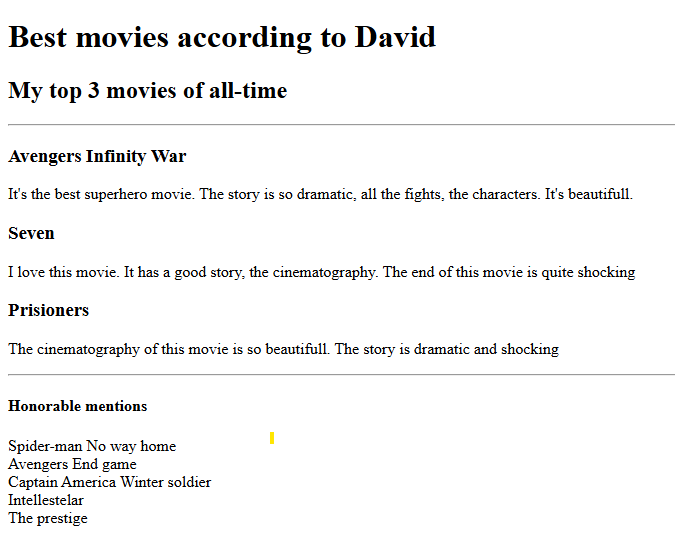 Best movies according to David
My top 3 movies of all-time
Avengers Infinity War
It's the best superhero movie. The story is so dramatic, all the fights, the characters. It's beautifull.
Seven
I love this movie. It has a good story, the cinematography. The end of this movie is quite shocking
Prisioners
The cinematography of this movie is so beautifull. The story is dramatic and shocking
Honorable mentions
Spider-man No way home
Avengers End game
Captain America Winter soldier
Intellestelar
The prestige